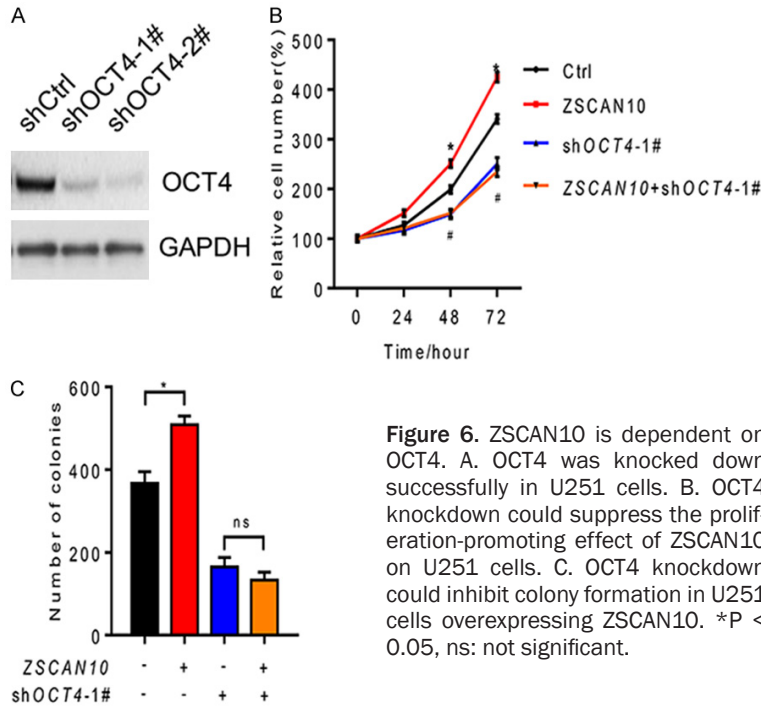 A
shCtrl
shOCT4-1#
shOCT4-2#
OCT4
GAPDH
B
Relative cell number(%)
500
400
300
200
100
0
*
*
#
#
0 24 48 72
Time/hour
Ctrl
ZSCAN10
shOCT4-1#
ZSCAN10+shOCT4-1#
C
Number of colonies
600
400
200
0
*
ns
ZSCAN10 - + - +
shOCT4-1# - - + +
Figure 6. ZSCAN10 is dependent on
OCT4. A. OCT4 was knocked down
successfully in U251 cells. B. OCT4
knockdown could suppress the prolif-
eration-promoting effect of ZSCAN10
on U251 cells. C. OCT4 knockdown
could inhibit colony formation in U251
cells overexpressing ZSCAN10. *P <
0.05, ns: not significant.